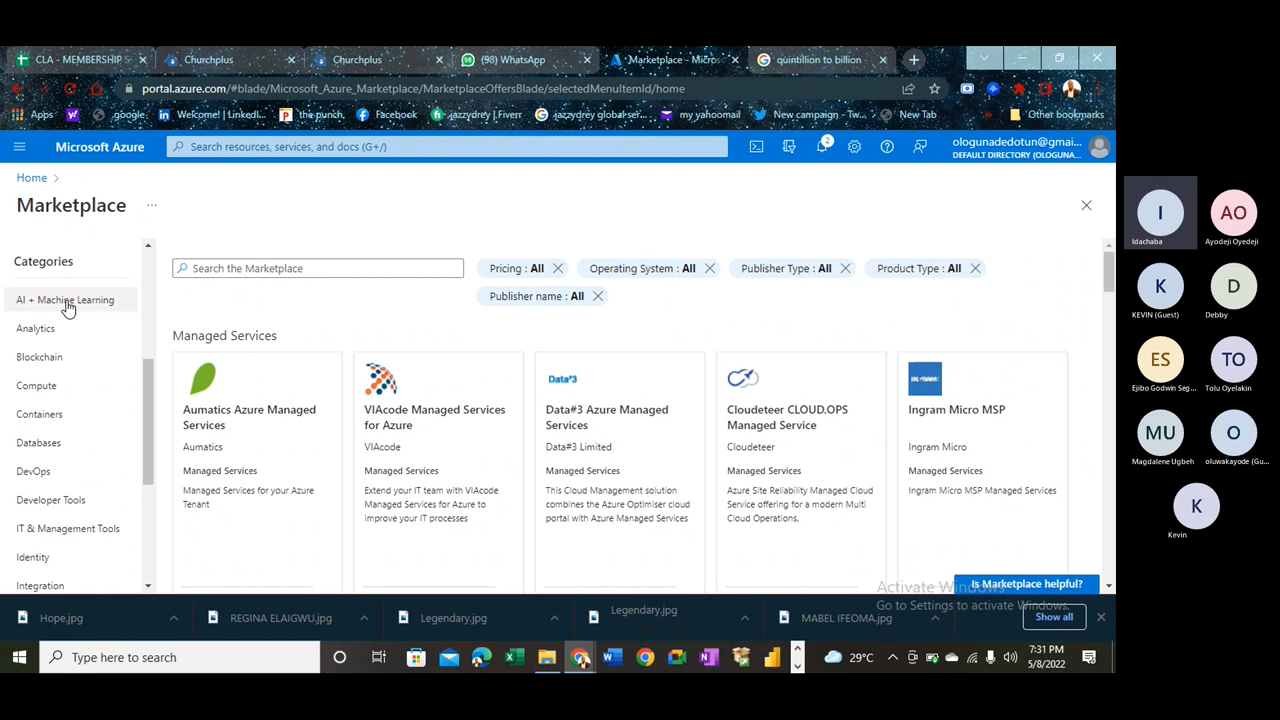 CLA - MEMBERSHIP S
Churchplus
Churchplus
(98) WhatsApp
Marketplace - Micros
quintillion to billion -
portal.azure.com/#blade/Microsoft_Azure_Marketplace/MarketplaceOffersBlade/selectedMenuItemId/home
Apps
google
Welcome! | LinkedI...
the punch,
Facebook
jazzydrey | Fiverr
jazzydrey global-ser...
my yahoomail
New campaign - Tw...
New Tab
Other bookmarks
Microsoft Azure
Search resources, services, and docs (G+/)
2
ologunadedotun@gmai...
DEFAULT DIRECTORY (OLOGUNA...
Home
Marketplace
...
Categories
AI + Machine Learning
Analytics
Blockchain
Compute
Containers
Databases
DevOps
Developer Tools
IT & Management Tools
Identity
Integration
Search the Marketplace
Pricing : All
Operating System : All
Publisher Type : All
Product Type : All
Publisher name : All
Managed Services
Aumatics Azure Managed
Services
Aumatics
Managed Services
Managed Services for your Azure
Tenant
VIAcode Managed Services
for Azure
VIAcode
Managed Services
Extend your IT team with VIAcode
Managed Services for Azure to
improve your IT processes
Data#3
Data#3 Azure Managed
Services
Data#3 Limited
Managed Services
This Cloud Management solution
combines the Azure Optimiser cloud
portal with Azure Managed Services
Cloudeteer CLOUD.OPS
Managed Service
Cloudeteer
Managed Services
Azure Site Reliability Managed Cloud
Service offering for a modern Multi
Cloud Operations.
INGRAM
Ingram Micro MSP
Ingram Micro
Managed Services
Ingram Micro MSP Managed Services
Is Marketplace helpful?
Activate Windows
Go to Settings to activate Windows.
Hope.jpg
REGINA ELAIGWU.jpg
Legendary.jpg
Legendary.jpg
MABEL IFEOMA.jpg
Show all
Type here to search
29°C
7:31 PM
5/8/2022
I
Idachaba
AO
Ayodeji Oyedeji
K
KEVIN (Guest)
D
Debby
ES
Ejibo Godwin Seg...
TO
Tolu Oyelakin
MU
Magdalene Ugbeh
O
oluwakayode (Gu...
K
Kevin